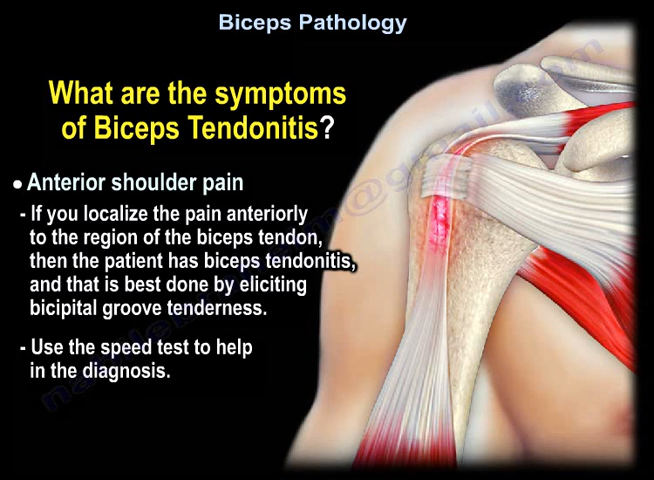 Biceps Pathology
What are the symptoms
of Biceps Tendonitis?
• Anterior shoulder pain
- If you localize the pain anteriorly
to the region of the biceps tendon,
then the patient has biceps tendonitis,
and that is best done by eliciting
bicipital groove tenderness.
- Use the speed test to help
in the diagnosis.